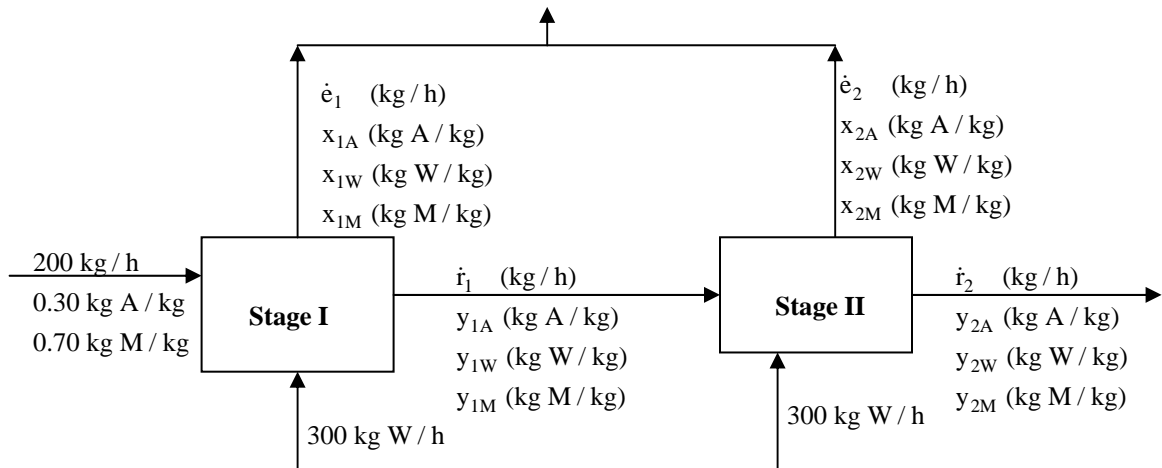 ė₁ (kg / h)
x₁A (kg A / kg)
x₁W (kg W / kg)
x₁M (kg M / kg)
ė₂ (kg / h)
x₂A (kg A / kg)
x₂W (kg W / kg)
x₂M (kg M / kg)
200 kg / h
0.30 kg A / kg
0.70 kg M / kg
Stage I
ṙ₁ (kg / h)
y₁A (kg A / kg)
y₁W (kg W / kg)
y₁M (kg M / kg)
Stage II
ṙ₂ (kg / h)
y₂A (kg A / kg)
y₂W (kg W / kg)
y₂M (kg M / kg)
300 kg W / h
300 kg W / h